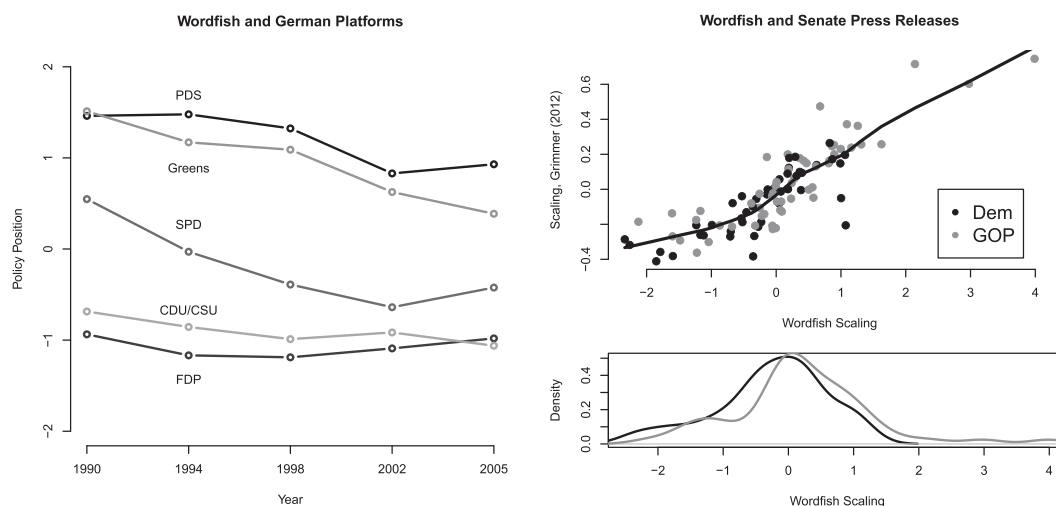 Wordfish and German Platforms
Policy Position
2
1
0
−1
−2
PDS
Greens
SPD
CDU/CSU
FDP
1990 1994 1998 2002 2005
Year
Wordfish and Senate Press Releases
Scaling, Grimmer (2012)
0.6
0.4
0.2
0.0
−0.4
Dem
GOP
−2 −1 0 1 2 3 4
Wordfish Scaling
Density
0.4
0.2
0.0
−2 −1 0 1 2 3 4
Wordfish Scaling